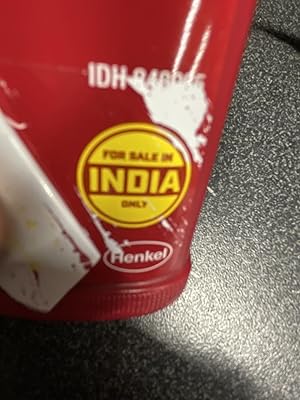 IDH
FOR SALE IN
INDIA
ONLY
Henkel